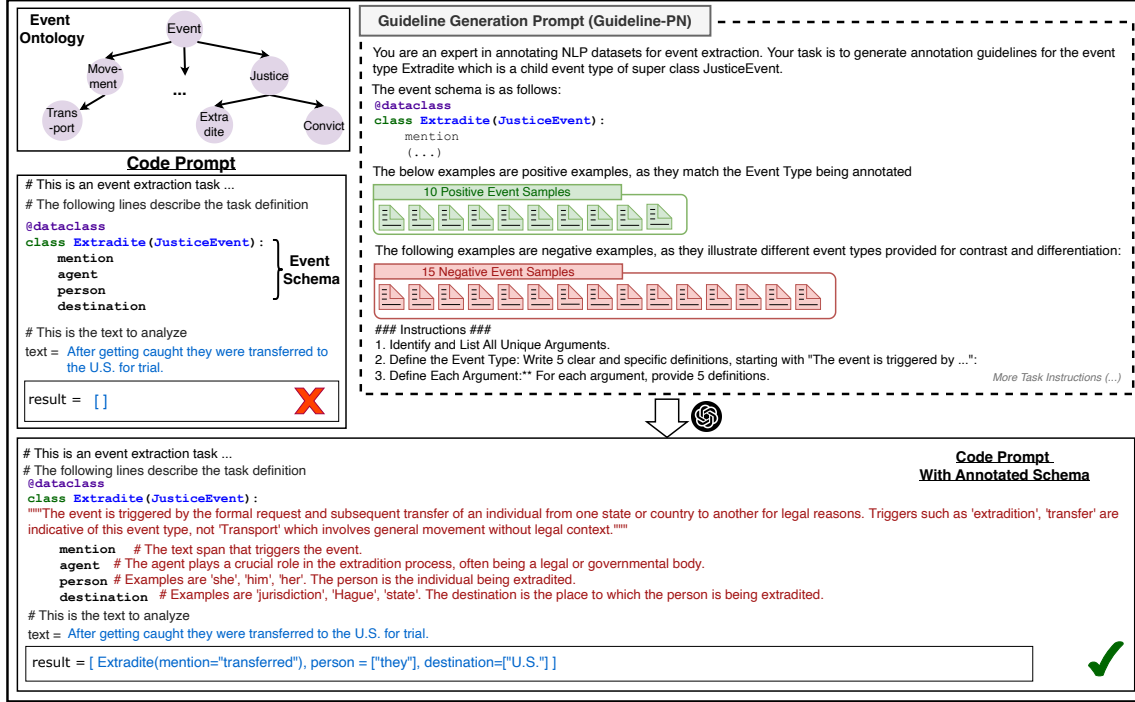 Event
Ontology
Event
Move-
ment
...
Justice
Trans
-port
Extra
dite
Convict
Code Prompt
# This is an event extraction task ...
# The following lines describe the task definition
@dataclass
class Extradite(JusticeEvent):
mention
agent
person
destination
Event
Schema
# This is the text to analyze
text = After getting caught they were transferred to
the U.S. for trial.
result = [ ]
X
Guideline Generation Prompt (Guideline-PN)
You are an expert in annotating NLP datasets for event extraction. Your task is to generate annotation guidelines for the event
type Extradite which is a child event type of super class JusticeEvent.
The event schema is as follows:
@dataclass
class Extradite(JusticeEvent):
mention
(...)
The below examples are positive examples, as they match the Event Type being annotated
10 Positive Event Samples
The following examples are negative examples, as they illustrate different event types provided for contrast and differentiation:
15 Negative Event Samples
### Instructions ###
1. Identify and List All Unique Arguments.
2. Define the Event Type: Write 5 clear and specific definitions, starting with "The event is triggered by ...":
3. Define Each Argument:** For each argument, provide 5 definitions.
More Task Instructions (...)
# This is an event extraction task ...
# The following lines describe the task definition
@dataclass
class Extradite(JusticeEvent):
Code Prompt
With Annotated Schema
"""The event is triggered by the formal request and subsequent transfer of an individual from one state or country to another for legal reasons. Triggers such as 'extradition', 'transfer' are
indicative of this event type, not 'Transport' which involves general movement without legal context."""
mention # The text span that triggers the event.
agent # The agent plays a crucial role in the extradition process, often being a legal or governmental body.
person # Examples are 'she', 'him', 'her'. The person is the individual being extradited.
destination # Examples are 'jurisdiction', 'Hague', 'state'. The destination is the place to which the person is being extradited.
# This is the text to analyze
text = After getting caught they were transferred to the U.S. for trial.
result = [ Extradite(mention="transferred"), person = ["they"], destination=["U.S."] ]